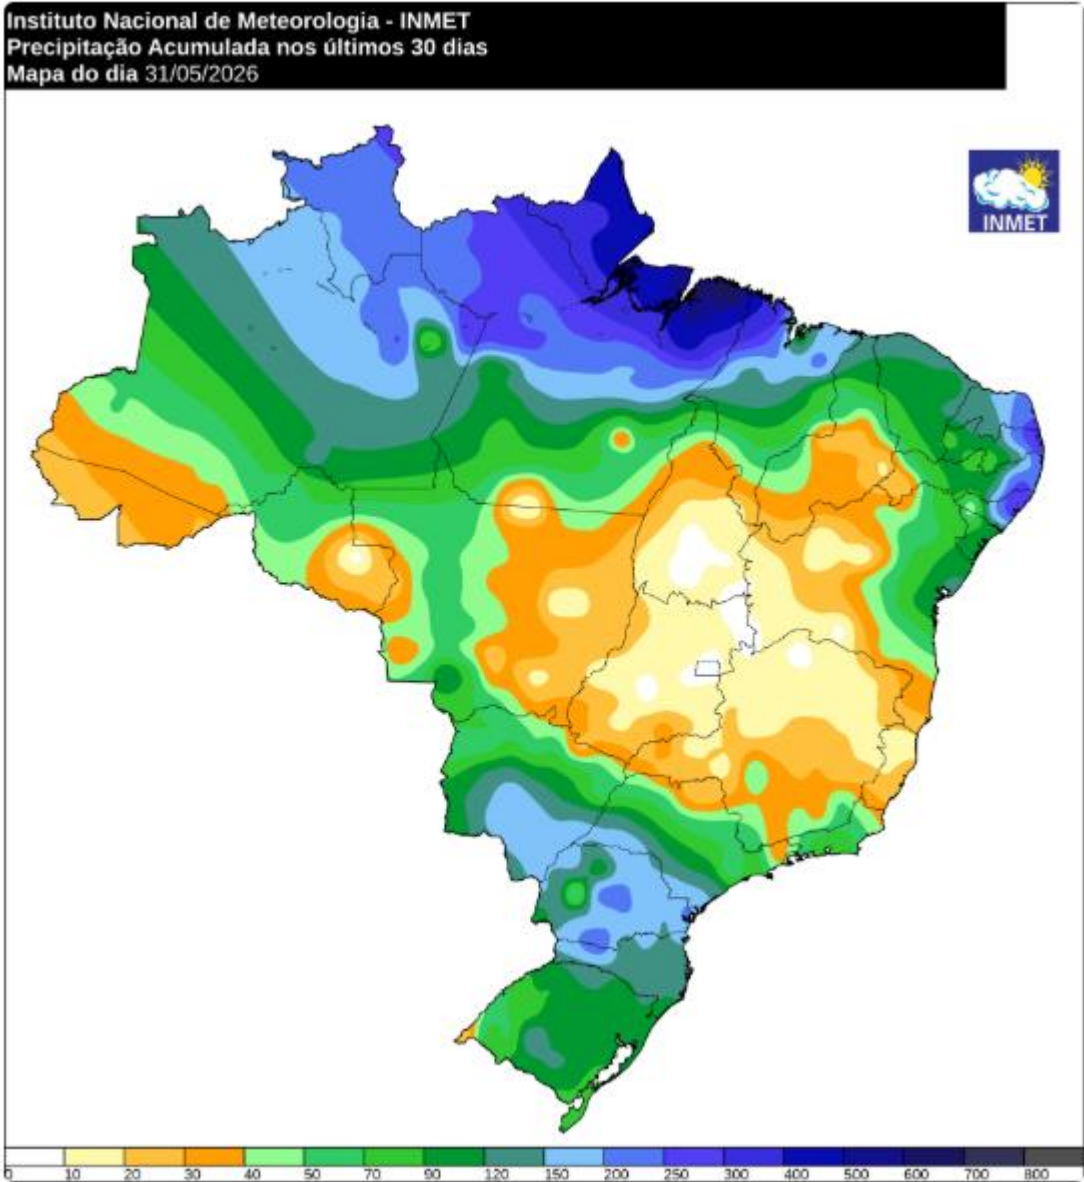 Instituto Nacional de Meteorologia - INMET
Precipitação Acumulada nos últimos 30 dias
Mapa do dia 31/05/2026
INMET
0 10 20 30 40 50 70 90 120 150 200 250 300 400 500 600 700 800